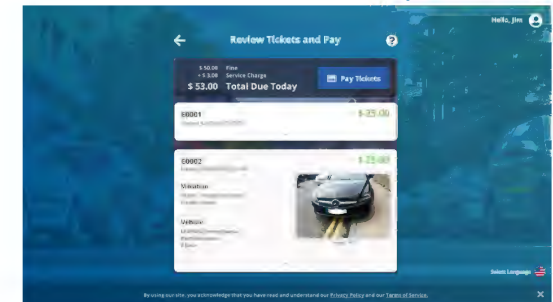 Hello, Jim
Review Tickets and Pay
?
$ 50.00 Fine
+ $ 3.00 Service Charge
$ 53.00 Total Due Today
Pay Tickets
E0001
$ 25.00
E0002
$ 25.00
Violation
Vehicle
Select Language
By using our site, you acknowledge that you have read and understand our Privacy Policy and our Terms of Service.